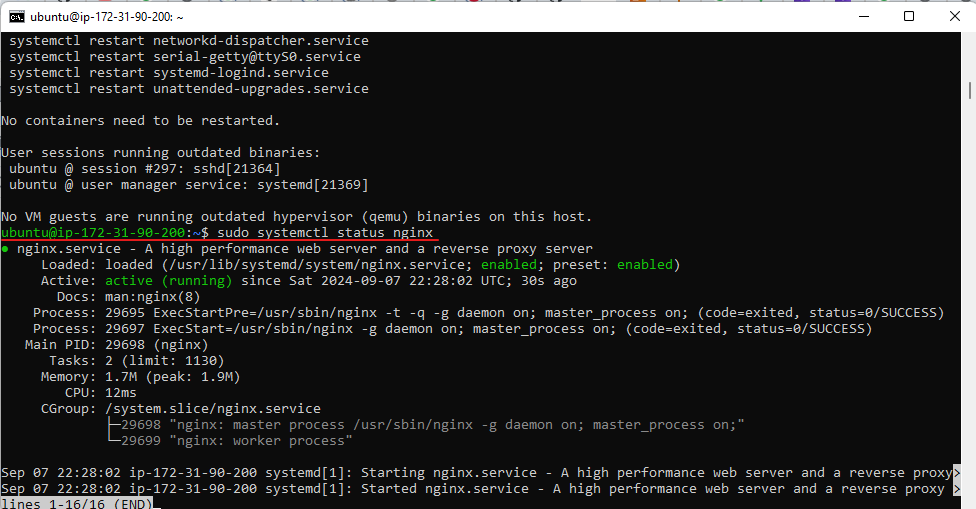 ubuntu@ip-172-31-90-200: ~
systemctl restart networkd-dispatcher.service
systemctl restart serial-getty@ttyS0.service
systemctl restart systemd-logind.service
systemctl restart unattended-upgrades.service
No containers need to be restarted.
User sessions running outdated binaries:
ubuntu @ session #297: sshd[21364]
ubuntu @ user manager service: systemd[21369]
No VM guests are running outdated hypervisor (qemu) binaries on this host.
ubuntu@ip-172-31-90-200:~$ sudo systemctl status nginx
● nginx.service - A high performance web server and a reverse proxy server
Loaded: loaded (/usr/lib/systemd/system/nginx.service; enabled; preset: enabled)
Active: active (running) since Sat 2024-09-07 22:28:02 UTC; 30s ago
Docs: man:nginx(8)
Process: 29695 ExecStartPre=/usr/sbin/nginx -t -q -g daemon on; master_process on; (code=exited, status=0/SUCCESS)
Process: 29697 ExecStart=/usr/sbin/nginx -g daemon on; master_process on; (code=exited, status=0/SUCCESS)
Main PID: 29698 (nginx)
Tasks: 2 (limit: 1130)
Memory: 1.7M (peak: 1.9M)
CPU: 12ms
CGroup: /system.slice/nginx.service
├─29698 "nginx: master process /usr/sbin/nginx -g daemon on; master_process on;"
└─29699 "nginx: worker process"
Sep 07 22:28:02 ip-172-31-90-200 systemd[1]: Starting nginx.service - A high performance web server and a reverse proxy>
Sep 07 22:28:02 ip-172-31-90-200 systemd[1]: Started nginx.service - A high performance web server and a reverse proxy >
lines 1-16/16 (END)